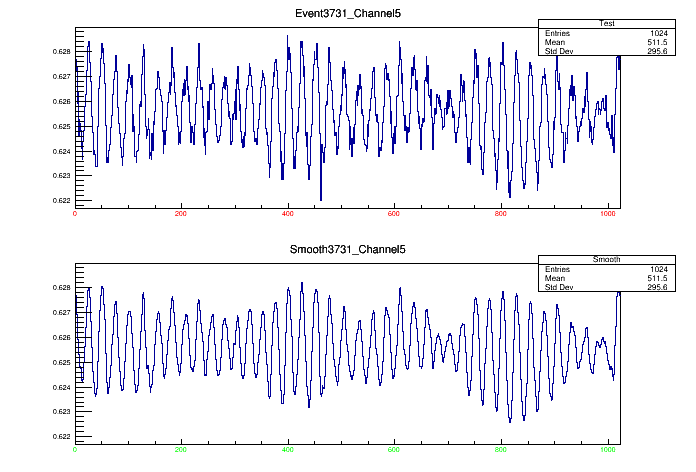 Event3731_Channel5
Test
Entries 1024
Mean 511.5
Std Dev 295.6
0.628
0.627
0.626
0.625
0.624
0.623
0.622
0 200 400 600 800 1000
Smooth3731_Channel5
Smooth
Entries 1024
Mean 511.5
Std Dev 295.6
0.628
0.627
0.626
0.625
0.624
0.623
0.622
0 200 400 600 800 1000